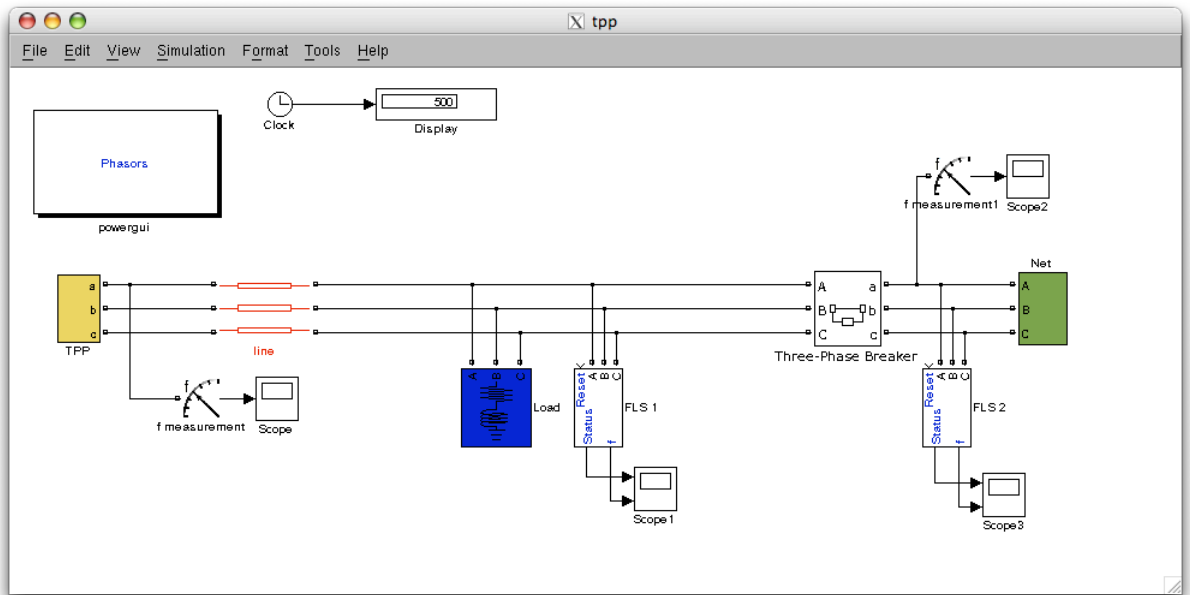 X tpp
File Edit View Simulation Format Tools Help
500
Clock
Display
Phasors
powergui
f
f measurement1
Scope2
Net
a
b
c
TPP
line
A
B
C
a
b
c
Three-Phase Breaker
A
B
C
f
f measurement
Scope
A B C
Load
Reset A B C
Status f
FLS 1
Scope1
Reset A B C
Status f
FLS 2
Scope3